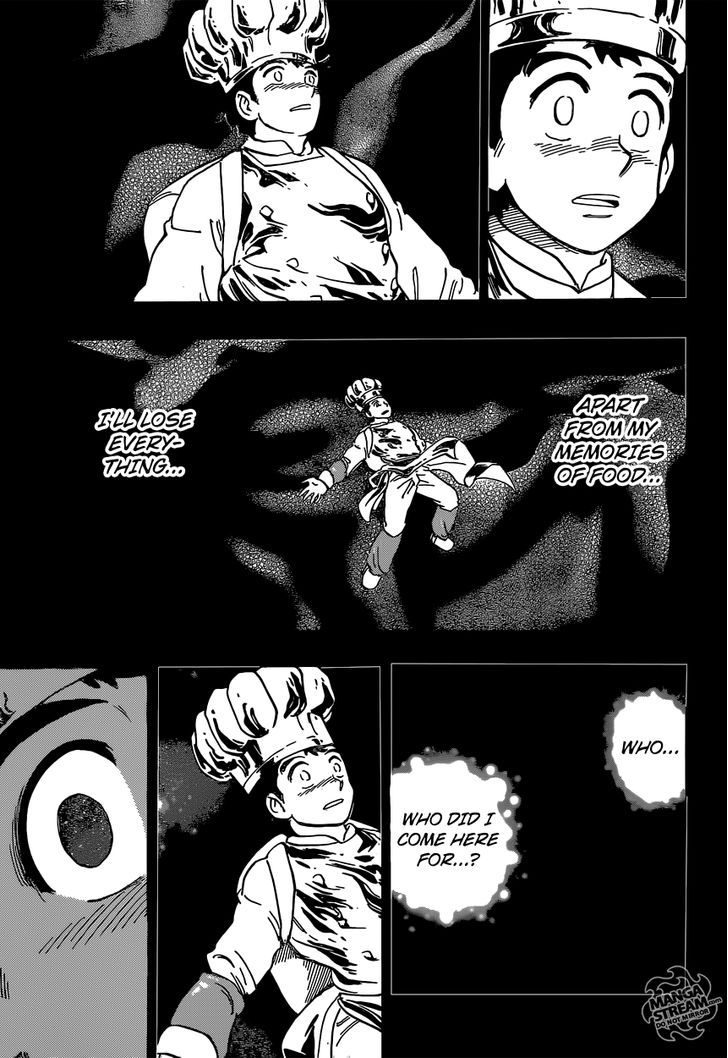 APART
FROM MY
MEMORIES
OF FOOD...
I'LL LOSE
EVERY-
THING...
WHO...
WHO DID I
COME HERE
FOR...?
MANGA
STREAM.com
DO NOT MIRROR